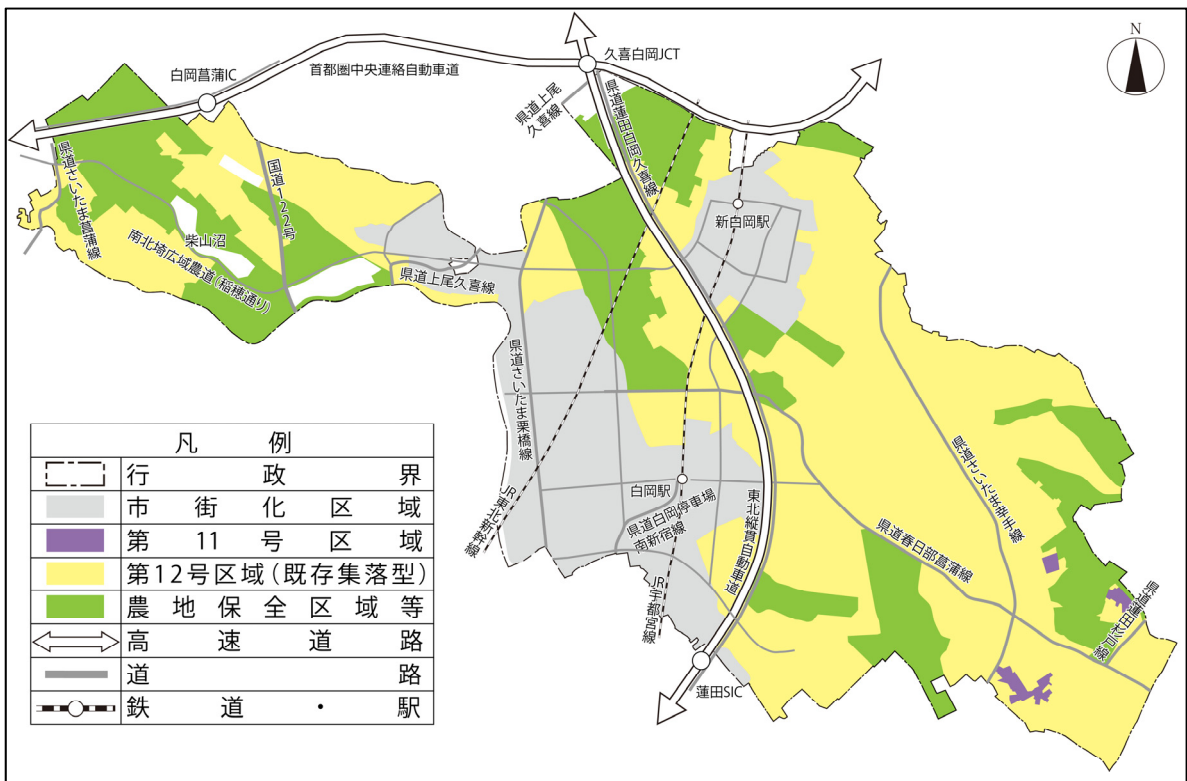 N
久喜白岡JCT
白岡菖蒲IC
首都圏中央連絡自動車道
県道上尾
久喜線
県道蓮田白岡久喜線
県道さいたま菖蒲線
国道122号
新白岡駅
柴山沼
南北埼広域農道(稲穂通り)
県道上尾久喜線
県道さいたま栗橋線
白岡駅
県道白岡停車場
南新宿線
JR東北新幹線
JR宇都宮線
東北縦貫自動車道
県道さいたま幸手線
県道春日部菖蒲線
県道蓮田杉戸線
蓮田SIC
凡例
行政界
市街化区域
第11号区域
第12号区域(既存集落型)
農地保全区域等
高速道路
道路
鉄道・駅